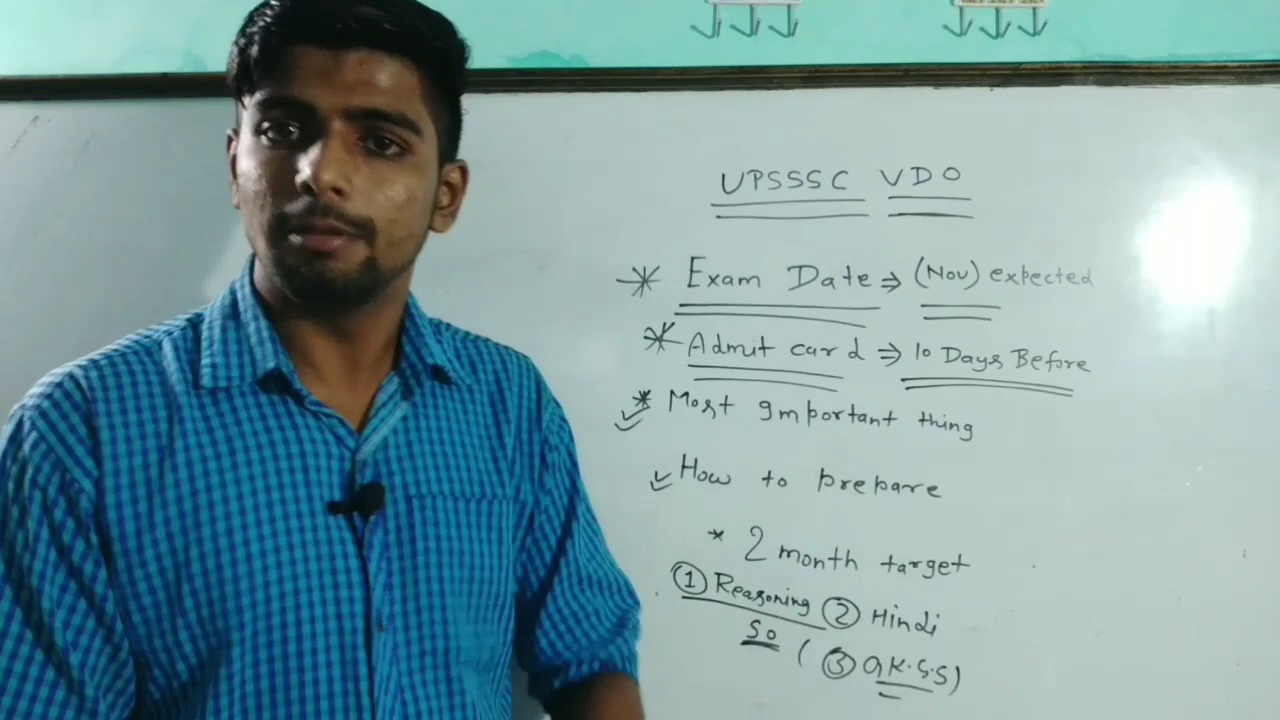 UPSSSC VDO
* Exam Date ⇒ (Nov) expected
* Admit card ⇒ 10 Days Before
* Most important thing
✓ How to prepare
* 2 month target
① Reasoning ② Hindi
50 ( ③ G.K.S.S)